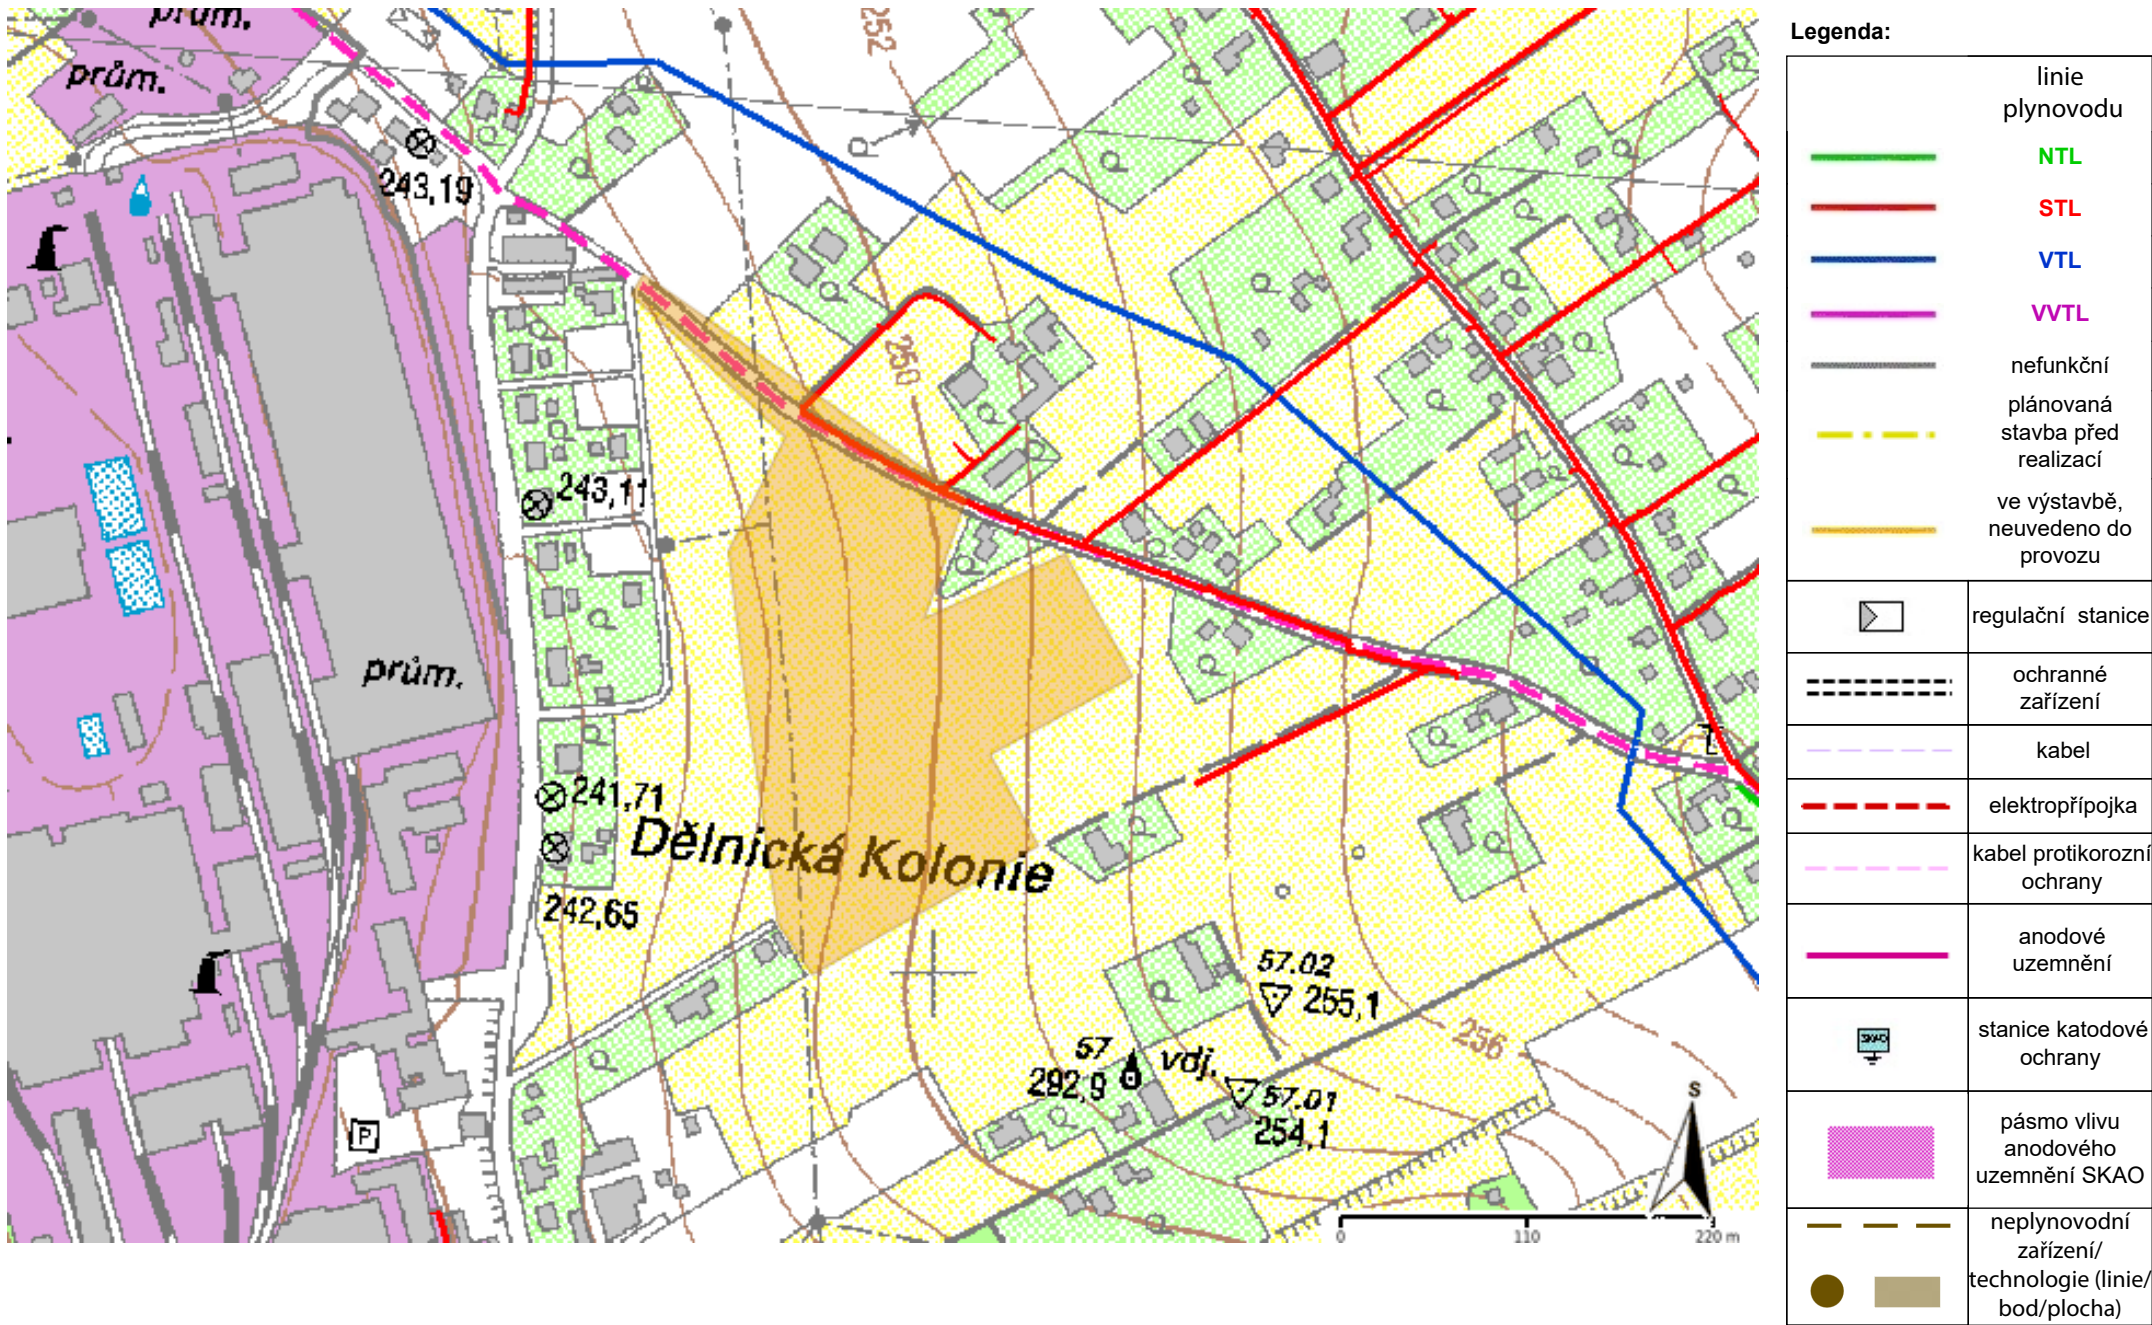 prům.
252
Legenda:
prům.
243,19
250
243,11
prům.
241,71
Dělnická Kolonie
242,65
57.02
255,1
256
57
292,9
vdj.
57.01
254,1
P
S
0
110
220 m
linie
plynovodu
NTL
STL
VTL
VVTL
nefunkční
plánovaná
stavba před
realizací
ve výstavbě,
neuvedeno do
provozu
regulační stanice
ochranné
zařízení
kabel
elektropřípojka
kabel protikorozní
ochrany
anodové
uzemnění
SKAO
stanice katodové
ochrany
pásmo vlivu
anodového
uzemnění SKAO
neplynovodní
zařízení/
technologie (linie/
bod/plocha)